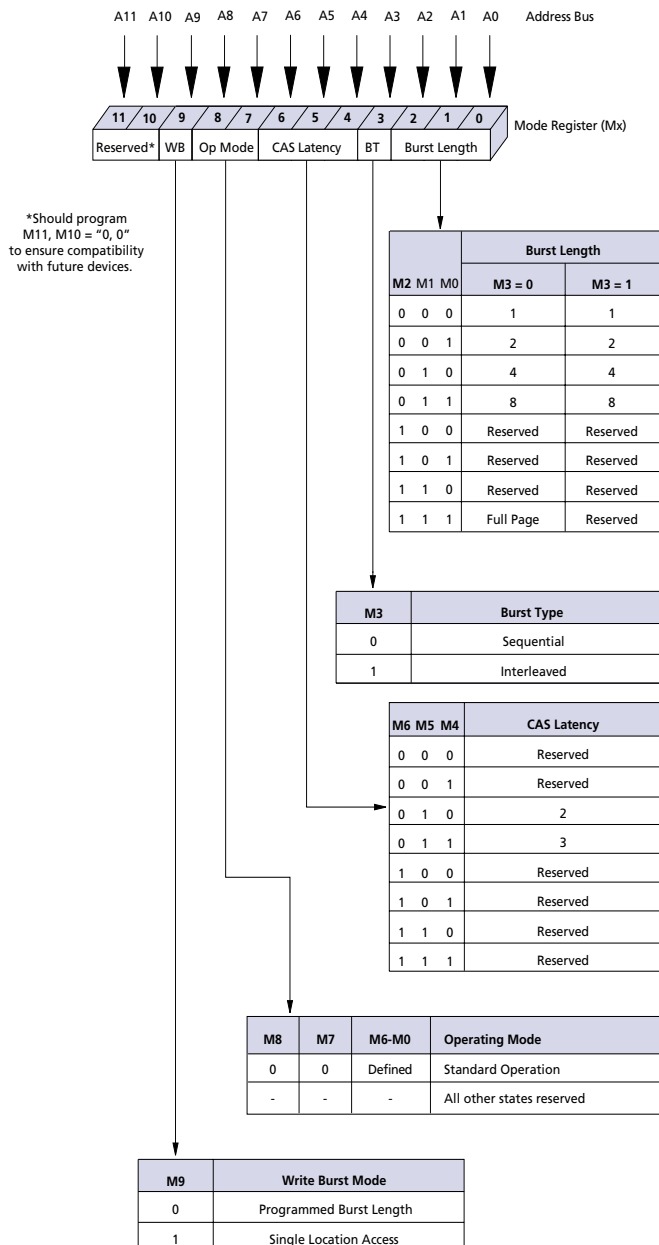 A11 A10 A9 A8 A7 A6 A5 A4 A3 A2 A1 A0 Address Bus
11 10 9 8 7 6 5 4 3 2 1 0
Mode Register (Mx)
Reserved* WB Op Mode CAS Latency BT Burst Length
*Should program
M11, M10 = “0, 0”
to ensure compatibility
with future devices.
Burst Length
M2 M1 M0 M3 = 0 M3 = 1
0 0 0 1 1
0 0 1 2 2
0 1 0 4 4
0 1 1 8 8
1 0 0 Reserved Reserved
1 0 1 Reserved Reserved
1 1 0 Reserved Reserved
1 1 1 Full Page Reserved
M3 Burst Type
0 Sequential
1 Interleaved
M6 M5 M4 CAS Latency
0 0 0 Reserved
0 0 1 Reserved
0 1 0 2
0 1 1 3
1 0 0 Reserved
1 0 1 Reserved
1 1 0 Reserved
1 1 1 Reserved
M8 M7 M6-M0 Operating Mode
0 0 Defined Standard Operation
- - - All other states reserved
M9 Write Burst Mode
0 Programmed Burst Length
1 Single Location Access